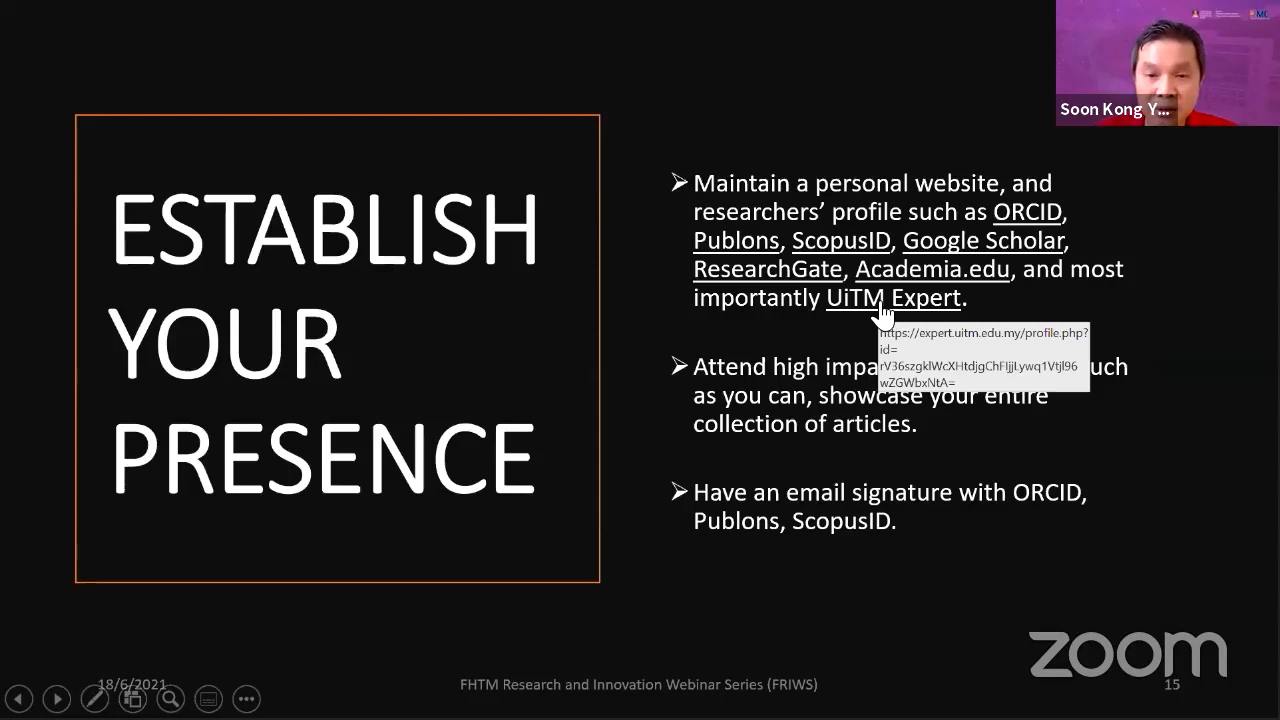 Soon Kong Y...
ESTABLISH
YOUR
PRESENCE
➢ Maintain a personal website, and
researchers’ profile such as ORCID,
Publons, ScopusID, Google Scholar,
ResearchGate, Academia.edu, and most
importantly UiTM Expert.
https://expert.uitm.edu.my/profile.php?
id=
wZGWbxNtA=
➢ Attend high impa uch
as you can, showcase your entire
collection of articles.
➢ Have an email signature with ORCID,
Publons, ScopusID.
zoom
18/6/2021
FHTM Research and Innovation Webinar Series (FRIWS)
15